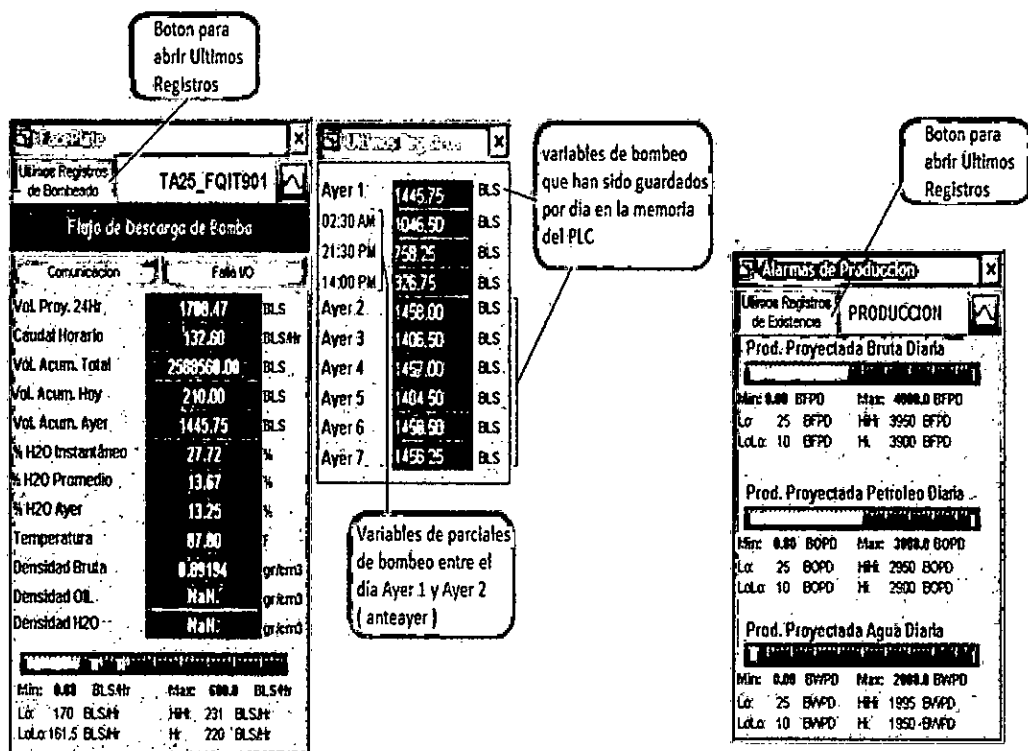 Boton para
abrir Ultimos
Registros
FacePlate
x
Ultimos Registros
de Bombeado
TA25_FQIT901
Flujo de Descarga de Bomba
Comunicacion
Falla I/O
Vol. Proy. 24Hr 1708.47 BLS
Caudal Horario 132.60 BLS/Hr
Vol. Acum. Total 2588560.00 BLS
Vol. Acum. Hoy 210.00 BLS
Vol. Acum. Ayer 1445.75 BLS
% H2O Instantáneo 27.72 %
% H2O Promedio 13.67 %
% H2O Ayer 13.25 %
Temperatura 87.80 F
Densidad Bruta 0.89194 gr/cm3
Densidad OIL NaN. gr/cm3
Densidad H2O NaN. gr/cm3
Min: 0.00 BLS/Hr Max: 600.0 BLS/Hr
Lo: 170 BLS/Hr HiHi: 231 BLS/Hr
LoLo: 161.5 BLS/Hr Hi: 220 BLS/Hr
Ultimos Registros
x
Ayer 1 1445.75 BLS
02:30 AM 1046.50 BLS
21:30 PM 758.25 BLS
14:00 PM 326.75 BLS
Ayer 2 1458.00 BLS
Ayer 3 1406.50 BLS
Ayer 4 1457.00 BLS
Ayer 5 1404.50 BLS
Ayer 6 1458.50 BLS
Ayer 7 1456.25 BLS
variables de bombeo
que han sido guardados
por dia en la memoria
del PLC
Variables de parciales
de bombeo entre el
día Ayer 1 y Ayer 2
( anteayer )
Boton para
abrir Últimos
Registros
Alarmas de Produccion
x
Ultimos Registros
de Existencia
PRODUCCION
Prod. Proyectada Bruta Diaria
Min: 0.00 BFPD Max: 4000.0 BFPD
Lo: 25 BFPD HiHi: 3950 BFPD
LoLo: 10 BFPD Hi: 3900 BFPD
Prod. Proyectada Petroleo Diaria
Min: 0.00 BOPD Max: 3000.0 BOPD
Lo: 25 BOPD HiHi: 2950 BOPD
LoLo: 10 BOPD Hi: 2900 BOPD
Prod. Proyectada Agua Diaria
Min: 0.00 BWPD Max: 2000.0 BWPD
Lo: 25 BWPD HiHi: 1995 BWPD
LoLo: 10 BWPD Hi: 1950 BWPD